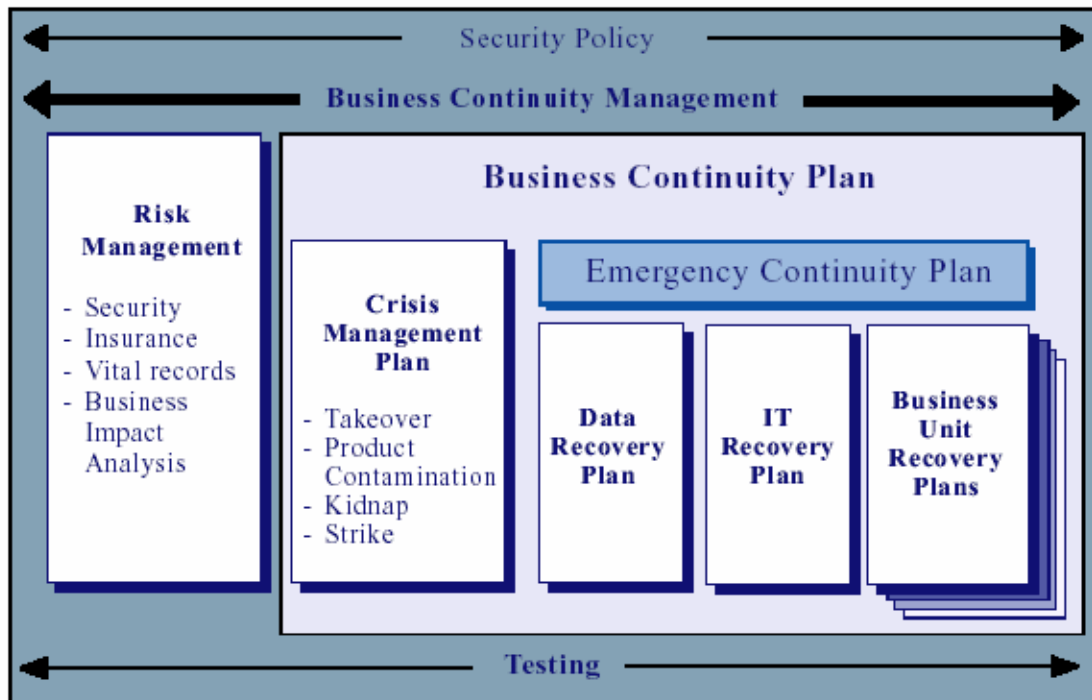 Security Policy
Business Continuity Management
Risk
Management
- Security
- Insurance
- Vital records
- Business
Impact
Analysis
Business Continuity Plan
Crisis
Management
Plan
- Takeover
- Product
Contamination
- Kidnap
- Strike
Emergency Continuity Plan
Data
Recovery
Plan
IT
Recovery
Plan
Business
Unit
Recovery
Plans
Testing